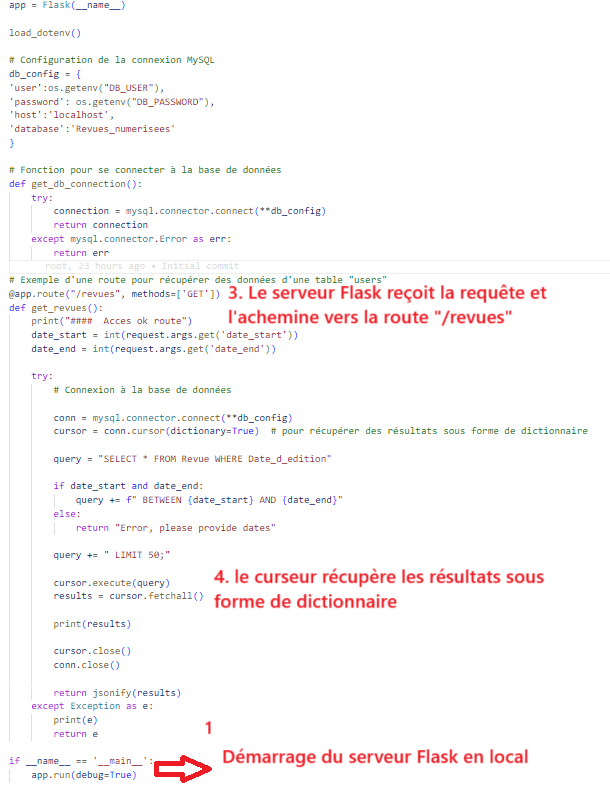 app = Flask(__name__)
load_dotenv()
# Configuration de la connexion MySQL
db_config = {
'user':os.getenv("DB_USER"),
'password': os.getenv("DB_PASSWORD"),
'host':'localhost',
'database':'Revues_numerisees'
}
# Fonction pour se connecter à la base de données
def get_db_connection():
try:
connection = mysql.connector.connect(**db_config)
return connection
except mysql.connector.Error as err:
return err
root, 23 hours ago • Initial commit
# Exemple d'une route pour récupérer des données d'une table "users"
@app.route("/revues", methods=['GET'])
3. Le serveur Flask reçoit la requête et
l'achemine vers la route "/revues"
def get_revues():
print("#### Acces ok route")
date_start = int(request.args.get('date_start'))
date_end = int(request.args.get('date_end'))
try:
# Connexion à la base de données
conn = mysql.connector.connect(**db_config)
cursor = conn.cursor(dictionary=True) # pour récupérer des résultats sous forme de dictionnaire
query = "SELECT * FROM Revue WHERE Date_d_edition"
if date_start and date_end:
query += f" BETWEEN {date_start} AND {date_end}"
else:
return "Error, please provide dates"
query += " LIMIT 50;"
cursor.execute(query)
results = cursor.fetchall()
4. le curseur récupère les résultats sous
forme de dictionnaire
print(results)
cursor.close()
conn.close()
return jsonify(results)
except Exception as e:
print(e)
return e
1
Démarrage du serveur Flask en local
if __name__ == '__main__':
app.run(debug=True)